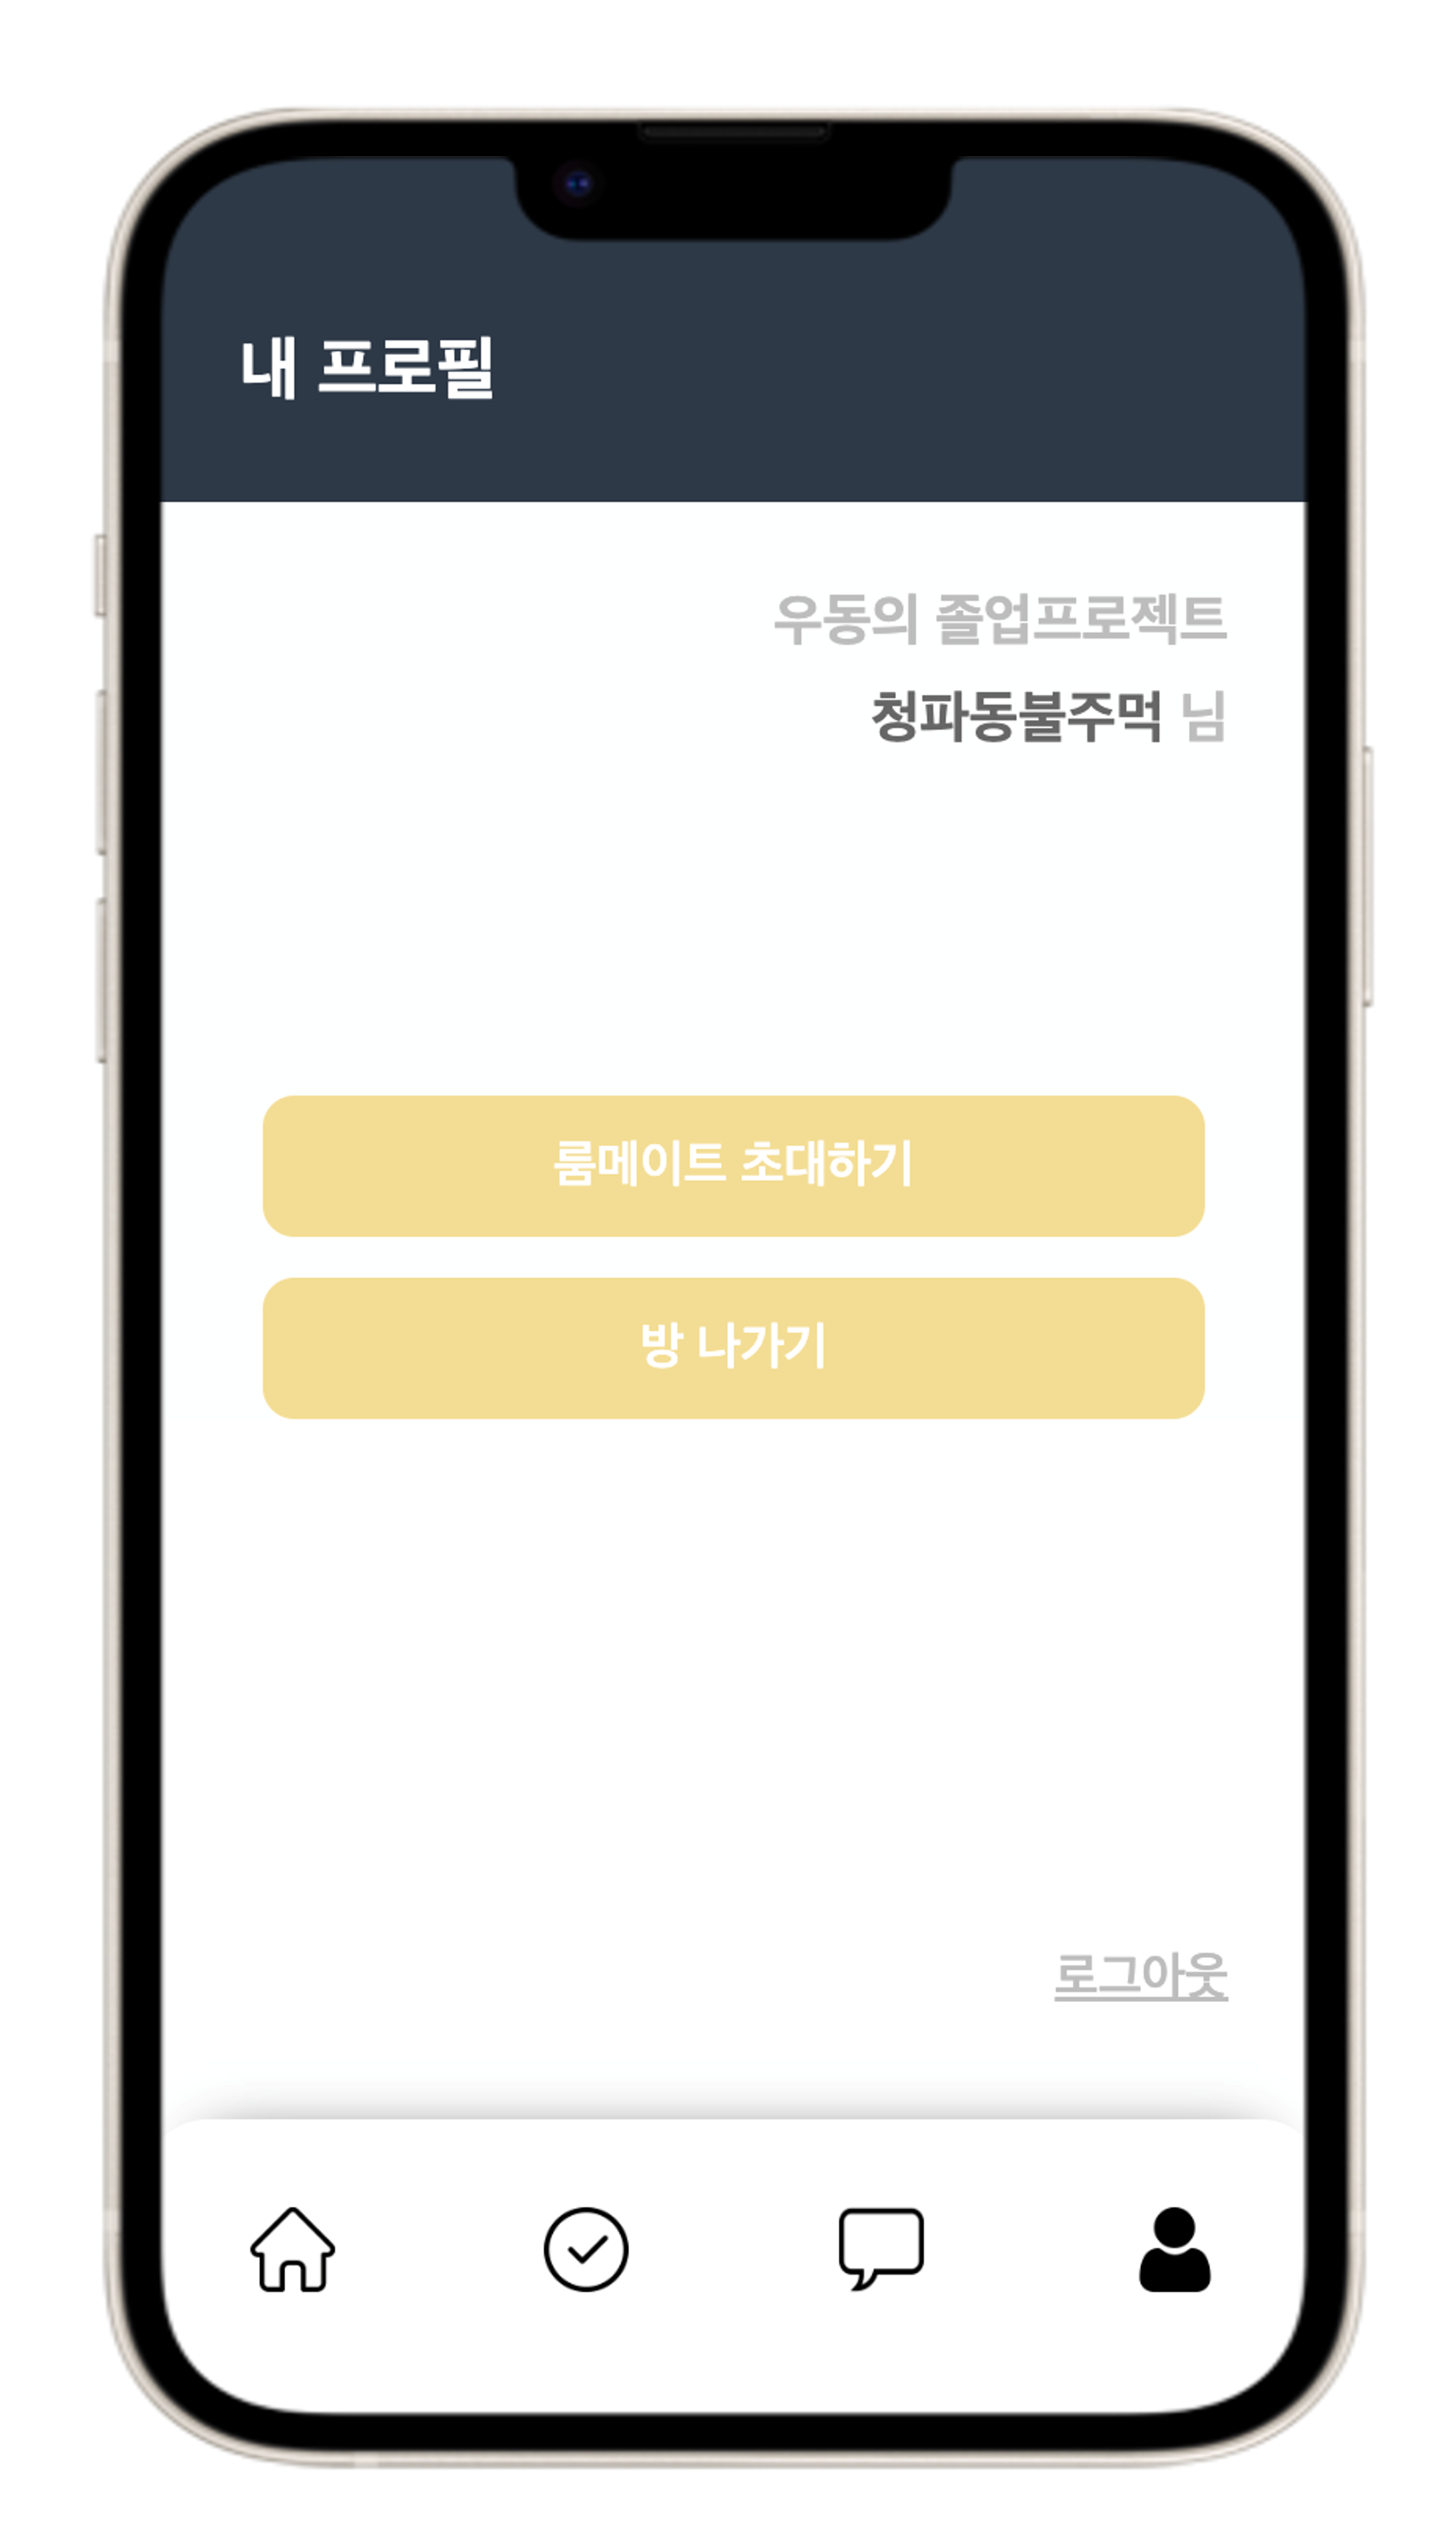 내 프로필
우동의 졸업프로젝트
청파동불주먹 님
룸메이트 초대하기
방 나가기
로그아웃